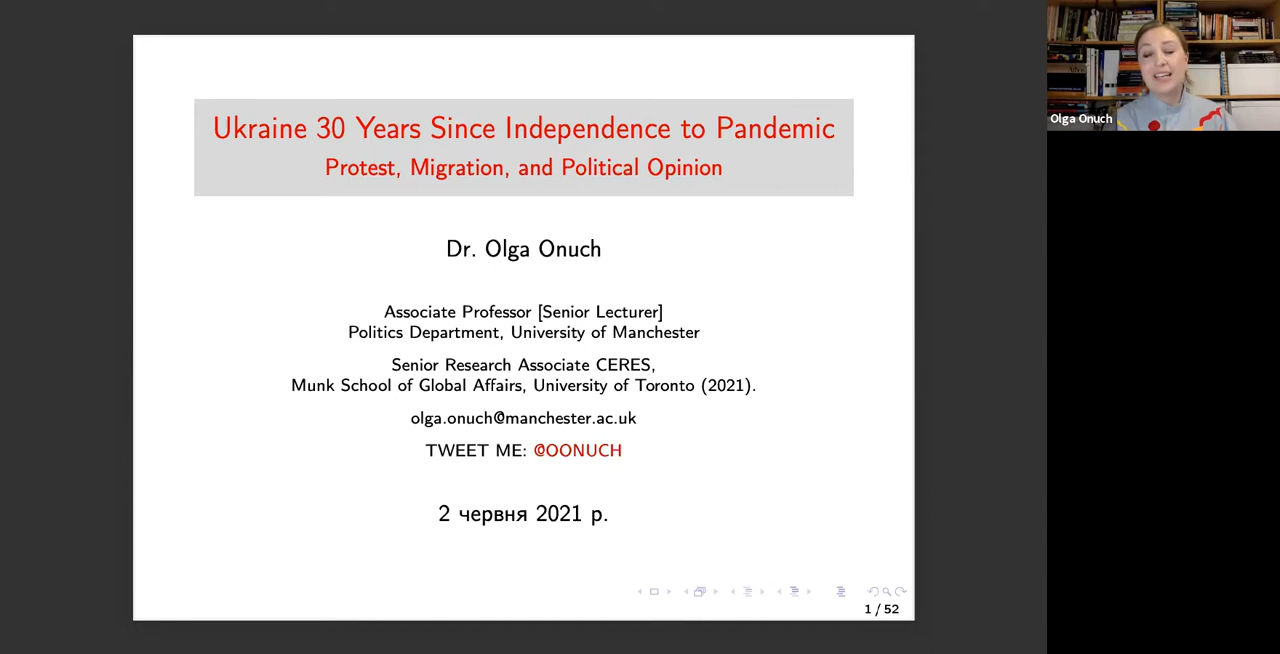 Ukraine 30 Years Since Independence to Pandemic
Protest, Migration, and Political Opinion
Dr. Olga Onuch
Associate Professor [Senior Lecturer]
Politics Department, University of Manchester
Senior Research Associate CERES,
Munk School of Global Affairs, University of Toronto (2021).
olga.onuch@manchester.ac.uk
TWEET ME: @OONUCH
2 червня 2021 р.
1 / 52
Olga Onuch